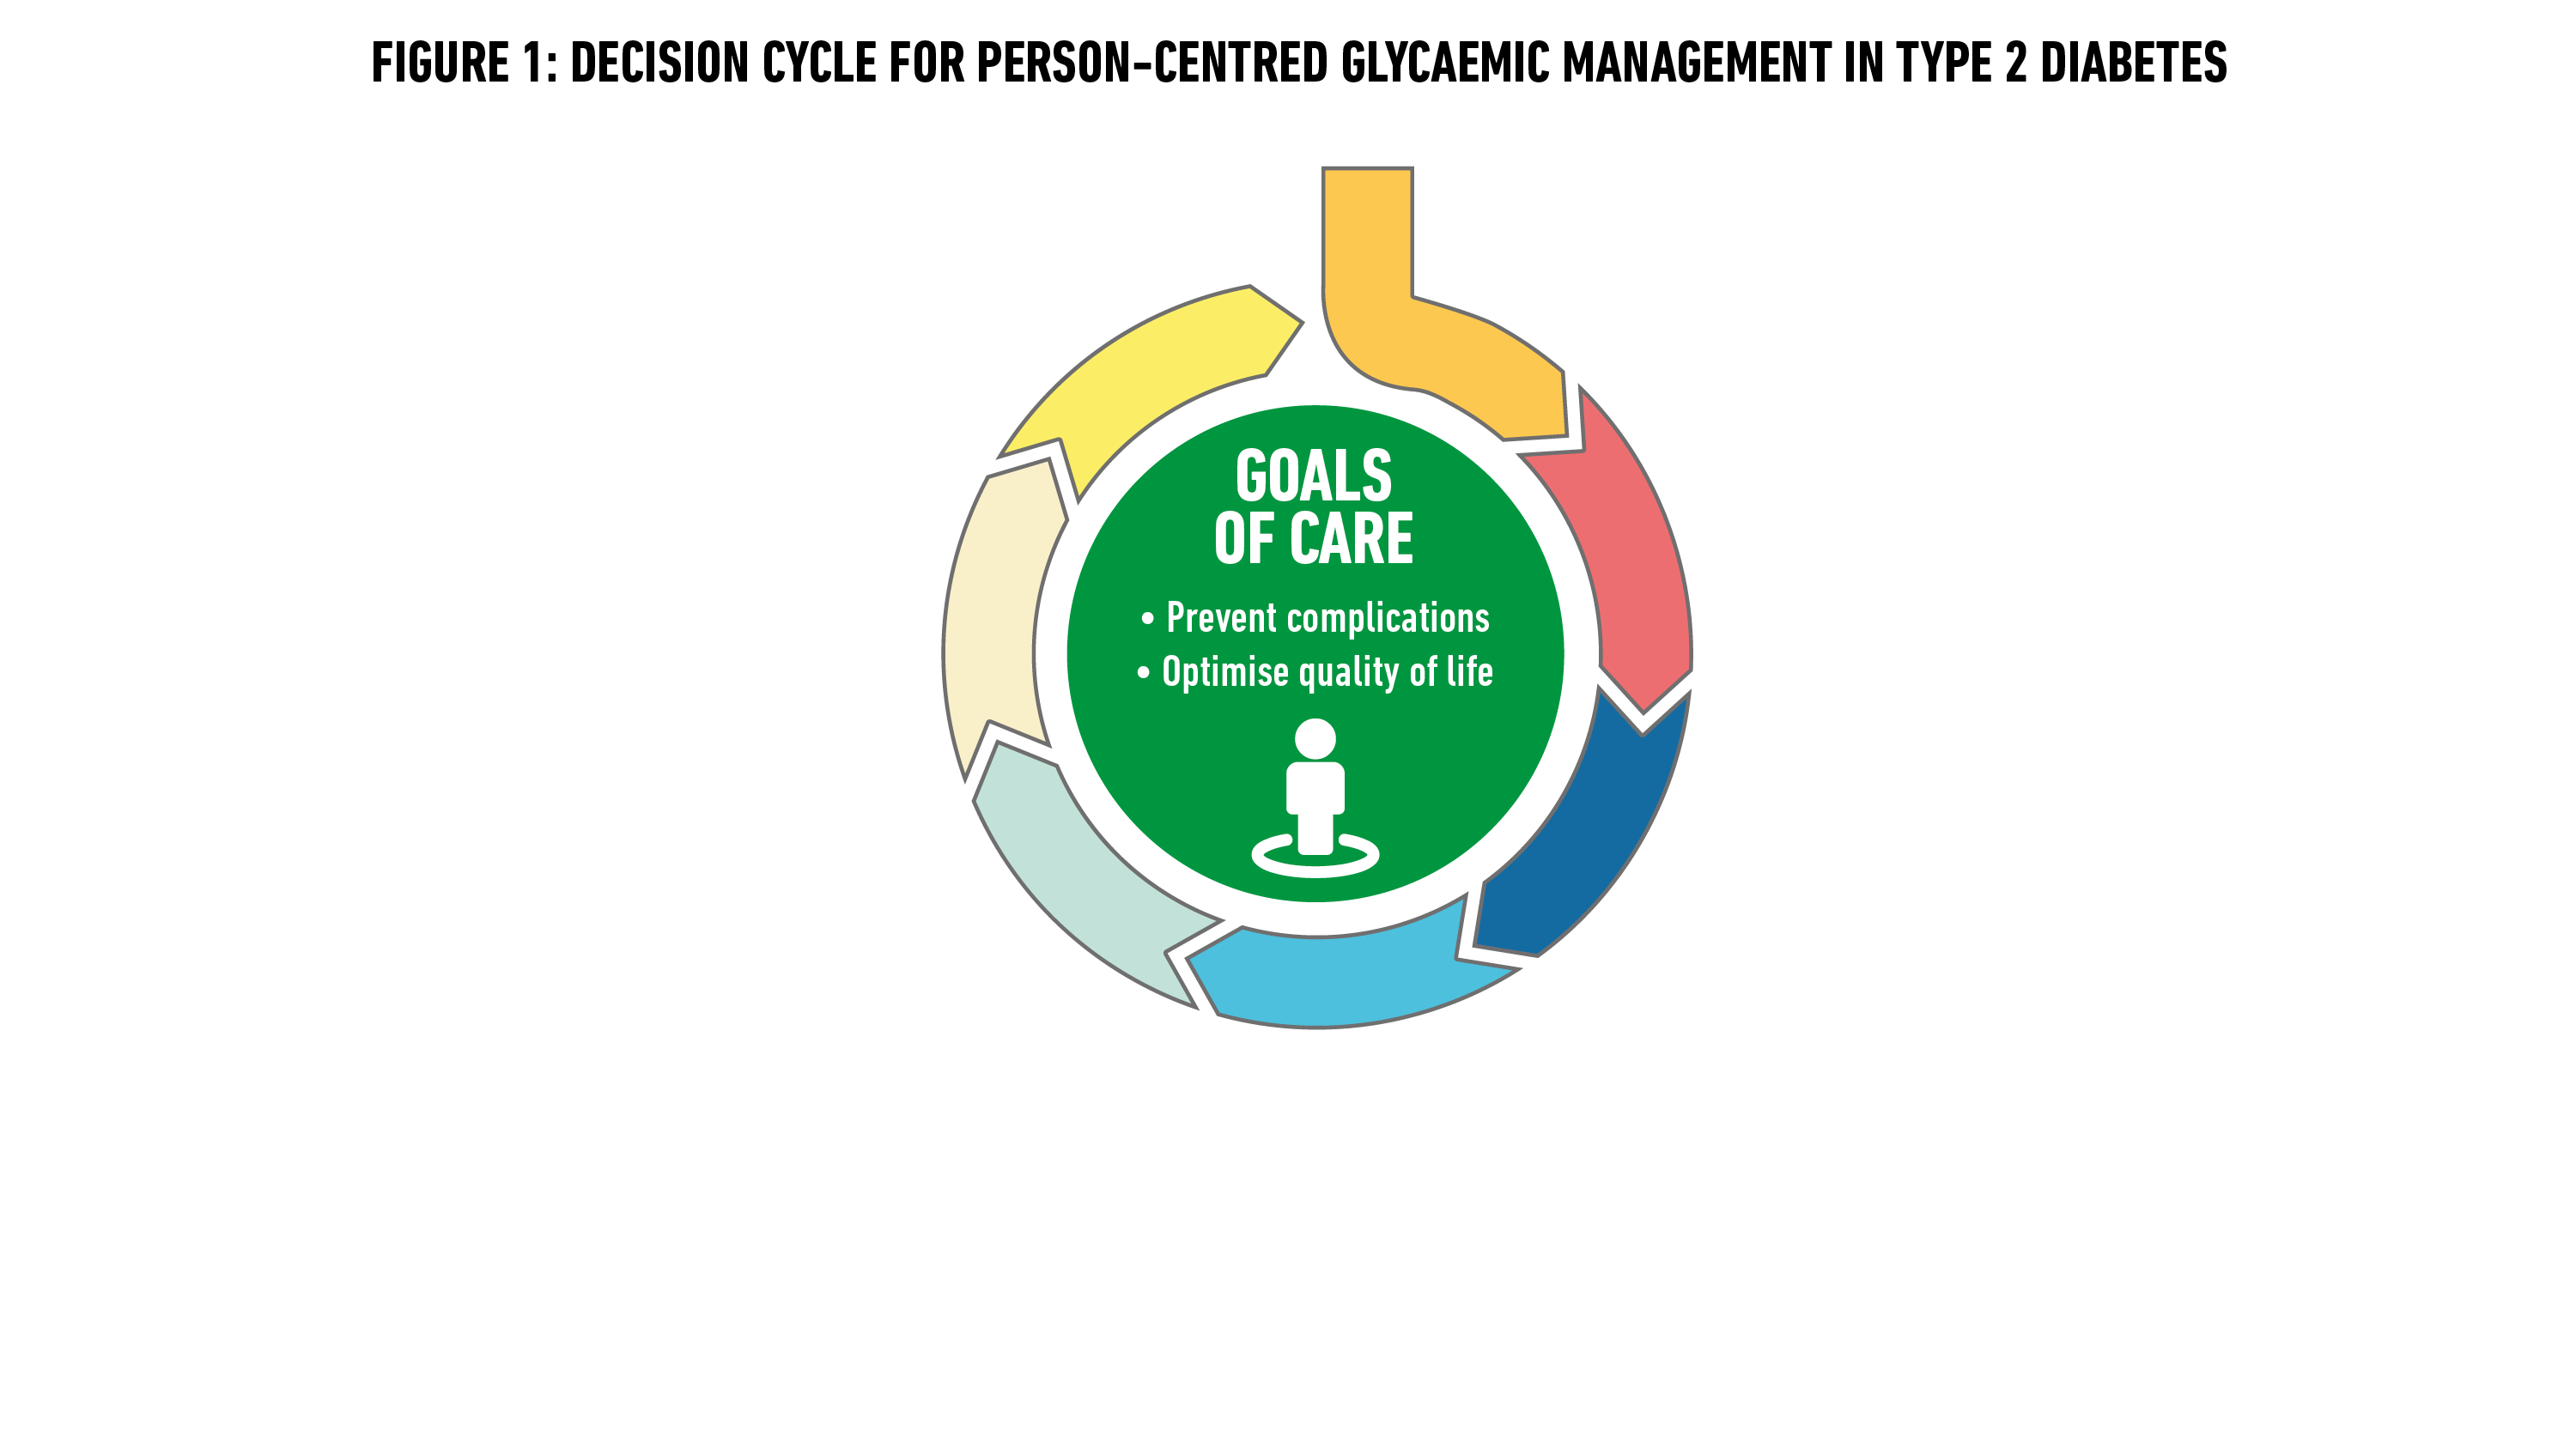 FIGURE 1: DECISION CYCLE FOR PERSON-CENTRED GLYCAEMIC MANAGEMENT IN TYPE 2 DIABETES
GOALS
OF CARE
• Prevent complications
• Optimise quality of life